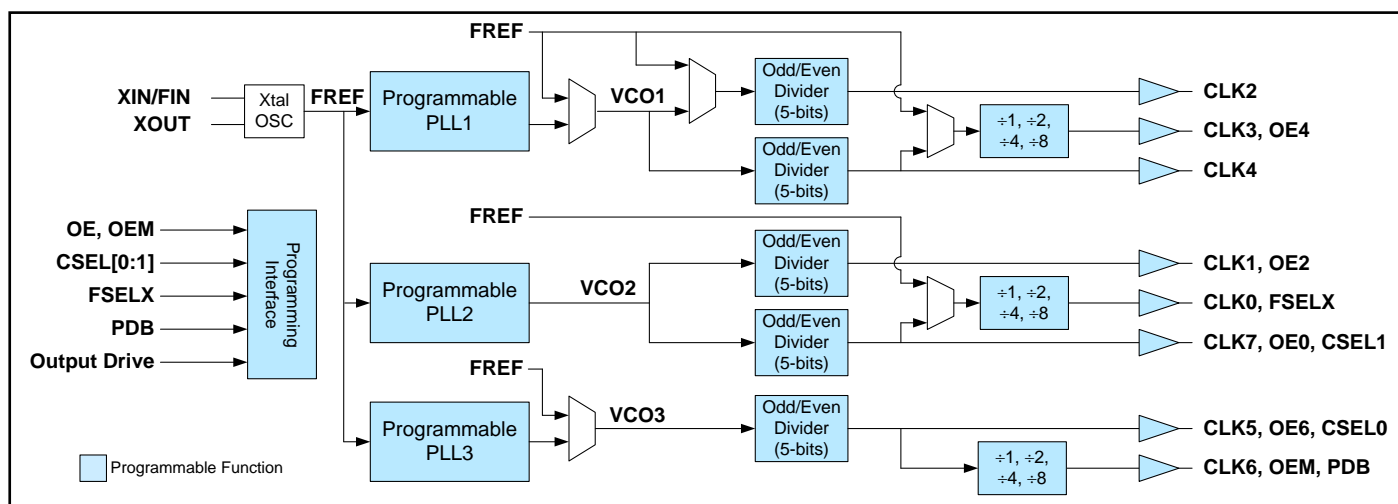 FREF
XIN/FIN
XOUT
Xtal
OSC
FREF
Programmable
PLL1
VCO1
Odd/Even
Divider
(5-bits)
Odd/Even
Divider
(5-bits)
÷1, ÷2,
÷4, ÷8
CLK2
CLK3, OE4
CLK4
OE, OEM
CSEL[0:1]
FSELX
PDB
Output Drive
Programming
Interface
FREF
Programmable
PLL2
VCO2
Odd/Even
Divider
(5-bits)
Odd/Even
Divider
(5-bits)
÷1, ÷2,
÷4, ÷8
CLK1, OE2
CLK0, FSELX
CLK7, OE0, CSEL1
FREF
Programmable
PLL3
VCO3
Odd/Even
Divider
(5-bits)
÷1, ÷2,
÷4, ÷8
CLK5, OE6, CSEL0
CLK6, OEM, PDB
Programmable Function